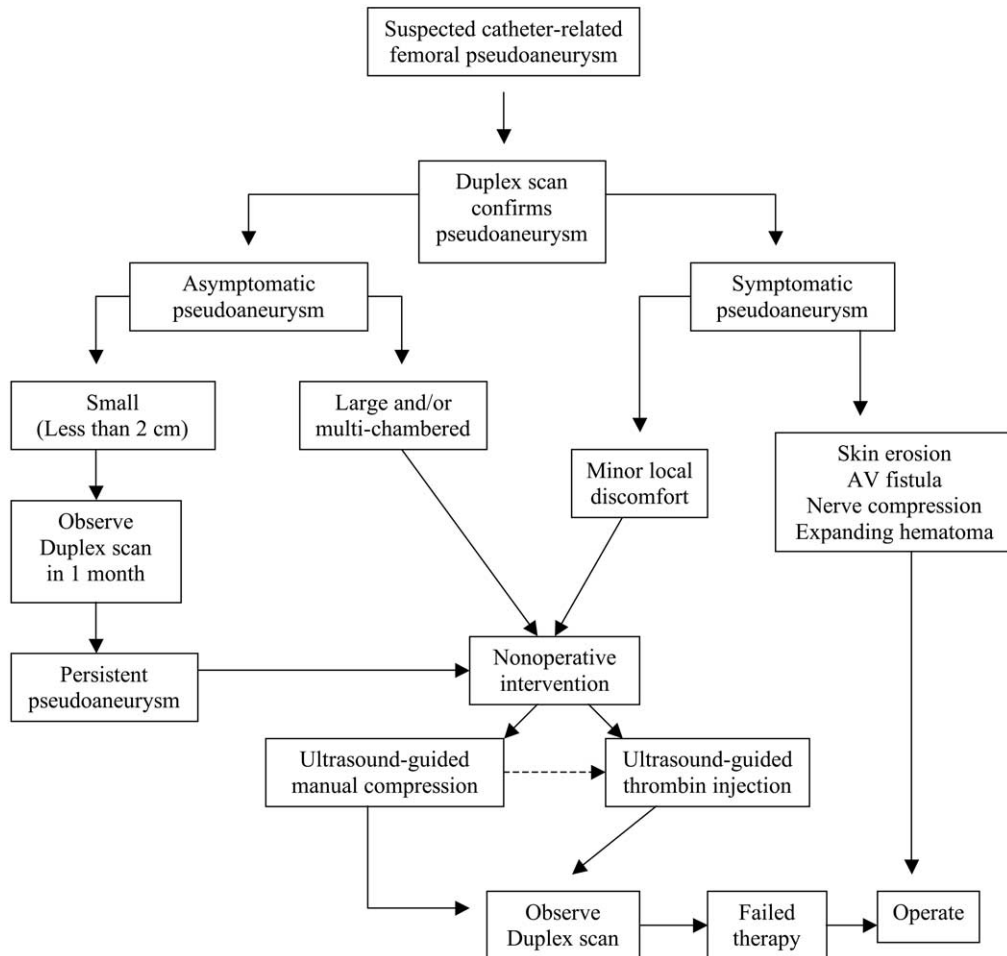 Suspected catheter-related
femoral pseudoaneurysm
Duplex scan
confirms
pseudoaneurysm
Asymptomatic
pseudoaneurysm
Symptomatic
pseudoaneurysm
Small
(Less than 2 cm)
Large and/or
multi-chambered
Minor local
discomfort
Skin erosion
AV fistula
Nerve compression
Expanding hematoma
Observe
Duplex scan
in 1 month
Persistent
pseudoaneurysm
Nonoperative
intervention
Ultrasound-guided
manual compression
Ultrasound-guided
thrombin injection
Observe
Duplex scan
Failed
therapy
Operate